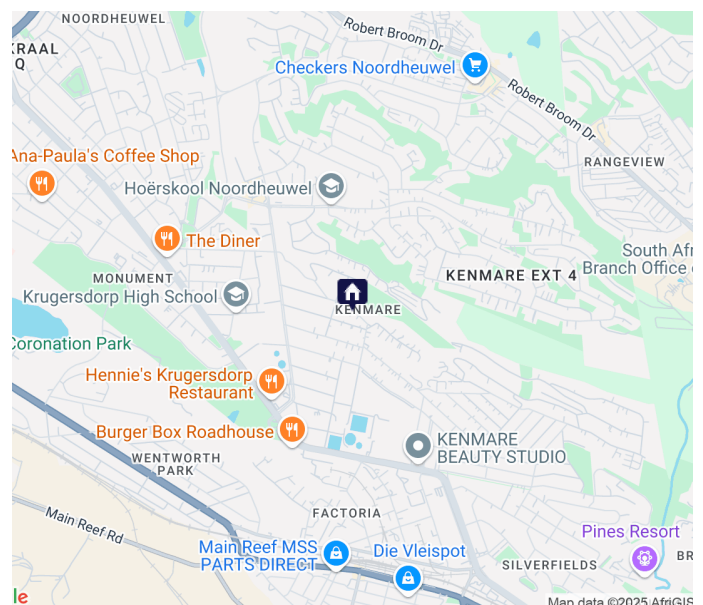 NOORDHEUWEL
Robert Broom Dr
KRAAL
Q
Checkers Noordheuwel
Robert Broom Dr
Ana-Paula's Coffee Shop
RANGEVIEW
Hoërskool Noordheuwel
The Diner
South Afr
Branch Office
MONUMENT
KENMARE EXT 4
Krugersdorp High School
KENMARE
Coronation Park
Hennie's Krugersdorp
Restaurant
Burger Box Roadhouse
KENMARE
BEAUTY STUDIO
WENTWORTH
PARK
Main Reef Rd
FACTORIA
Pines Resort
Main Reef MSS
PARTS DIRECT
Die Vleispot
SILVERFIELDS
BR
le
Map data ©2025 AfriGIS